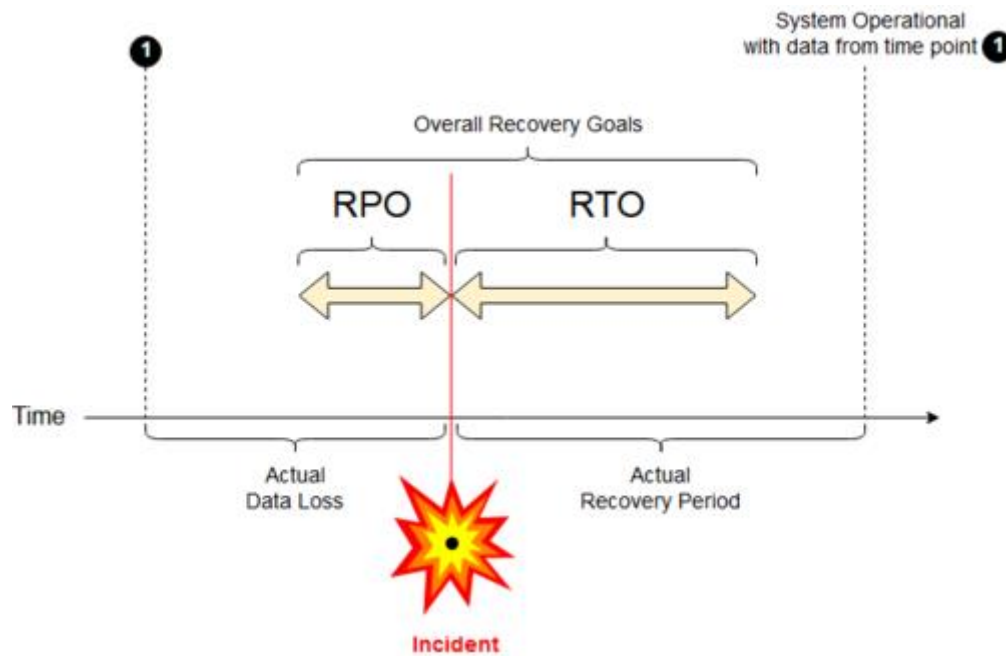 System Operational
1
with data from time point 1
Overall Recovery Goals
RPO
RTO
Time
Actual
Data Loss
Actual
Recovery Period
Incident